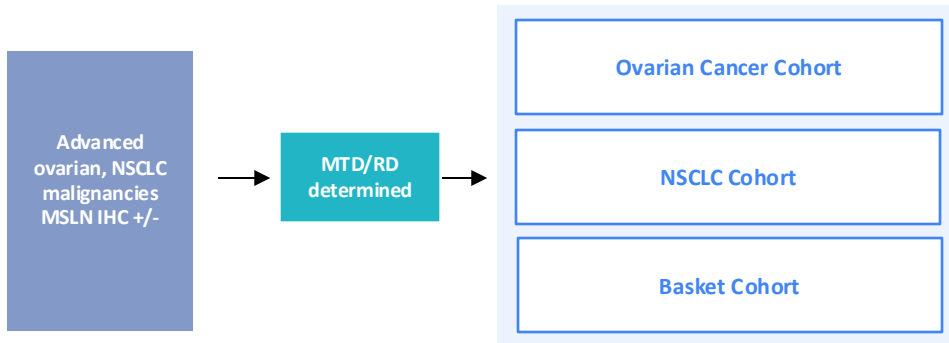 Advanced
ovarian, NSCLC
malignancies
MSLN IHC +/-
MTD/RD
determined
Ovarian Cancer Cohort
NSCLC Cohort
Basket Cohort